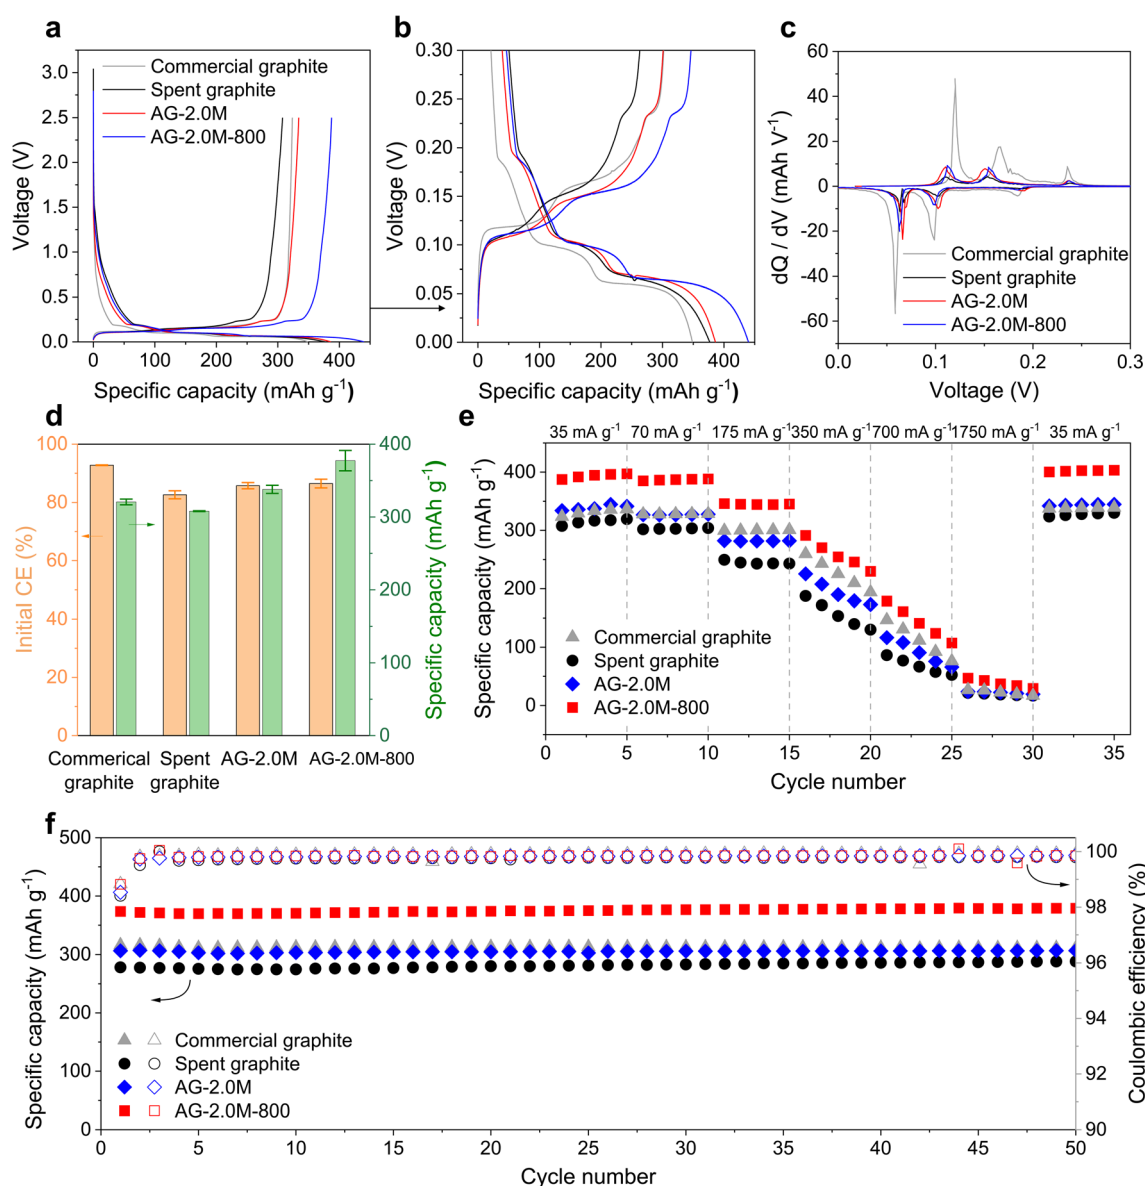 a
3.0
2.5
2.0
1.5
1.0
0.5
0.0
Voltage (V)
Commercial graphite
Spent graphite
AG-2.0M
AG-2.0M-800
0 100 200 300 400
Specific capacity (mAh g-1)
b
0.30
0.20
0.10
0.05
0.00
Voltage (V)
0 100 200 300 400
Specific capacity (mAh g-1)
c
60
40
20
0
-20
-40
-60
dQ / dV (mAh V-1)
Commercial graphite
Spent graphite
AG-2.0M
AG-2.0M-800
0.0 0.1 0.2 0.3
Voltage (V)
d
100
80
60
40
20
0
Initial CE (%)
400
300
200
100
0
Specific capacity (mAh g-1)
Commerical graphite
Spent graphite
AG-2.0M
AG-2.0M-800
e
35 mA g-1
70 mA g-1
175 mA g-1
350 mA g-1
700 mA g-1
1750 mA g-1
35 mA g-1
400
300
200
100
0
Specific capacity (mAh g-1)
Commercial graphite
Spent graphite
AG-2.0M
AG-2.0M-800
0 5 10 15 20 25 30 35
Cycle number
f
500
400
300
200
100
0
Specific capacity (mAh g-1)
Commercial graphite
Spent graphite
AG-2.0M
AG-2.0M-800
100
98
96
94
92
90
Coulombic efficiency (%)
0 5 10 15 20 25 30 35 40 45 50
Cycle number